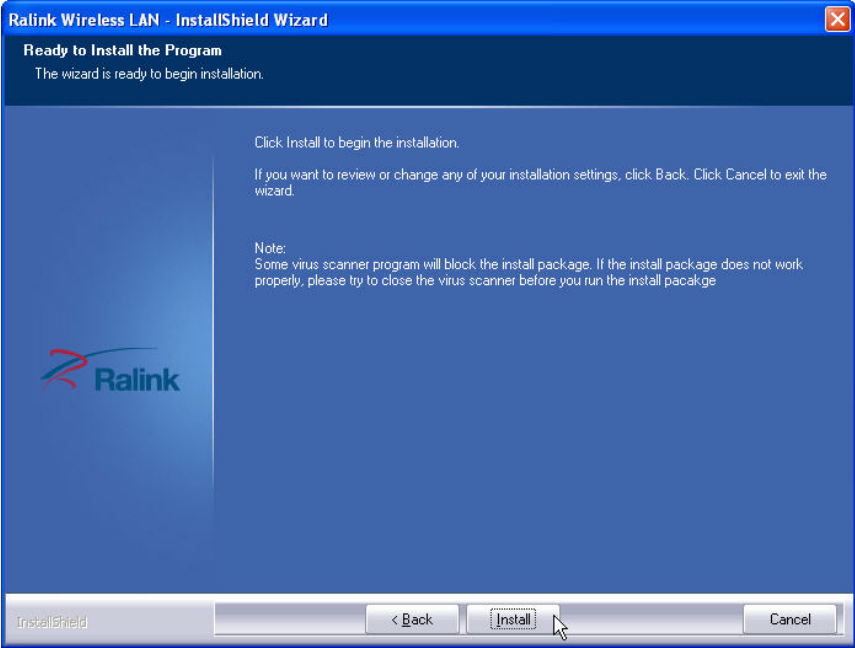 Ralink Wireless LAN - InstallShield Wizard
Ready to Install the Program
The wizard is ready to begin installation.
Click Install to begin the installation.
If you want to review or change any of your installation settings, click Back. Click Cancel to exit the
wizard.
Note:
Some virus scanner program will block the install package. If the install package does not work
properly, please try to close the virus scanner before you run the install pacakge
Ralink
InstallShield
< Back
Install
Cancel